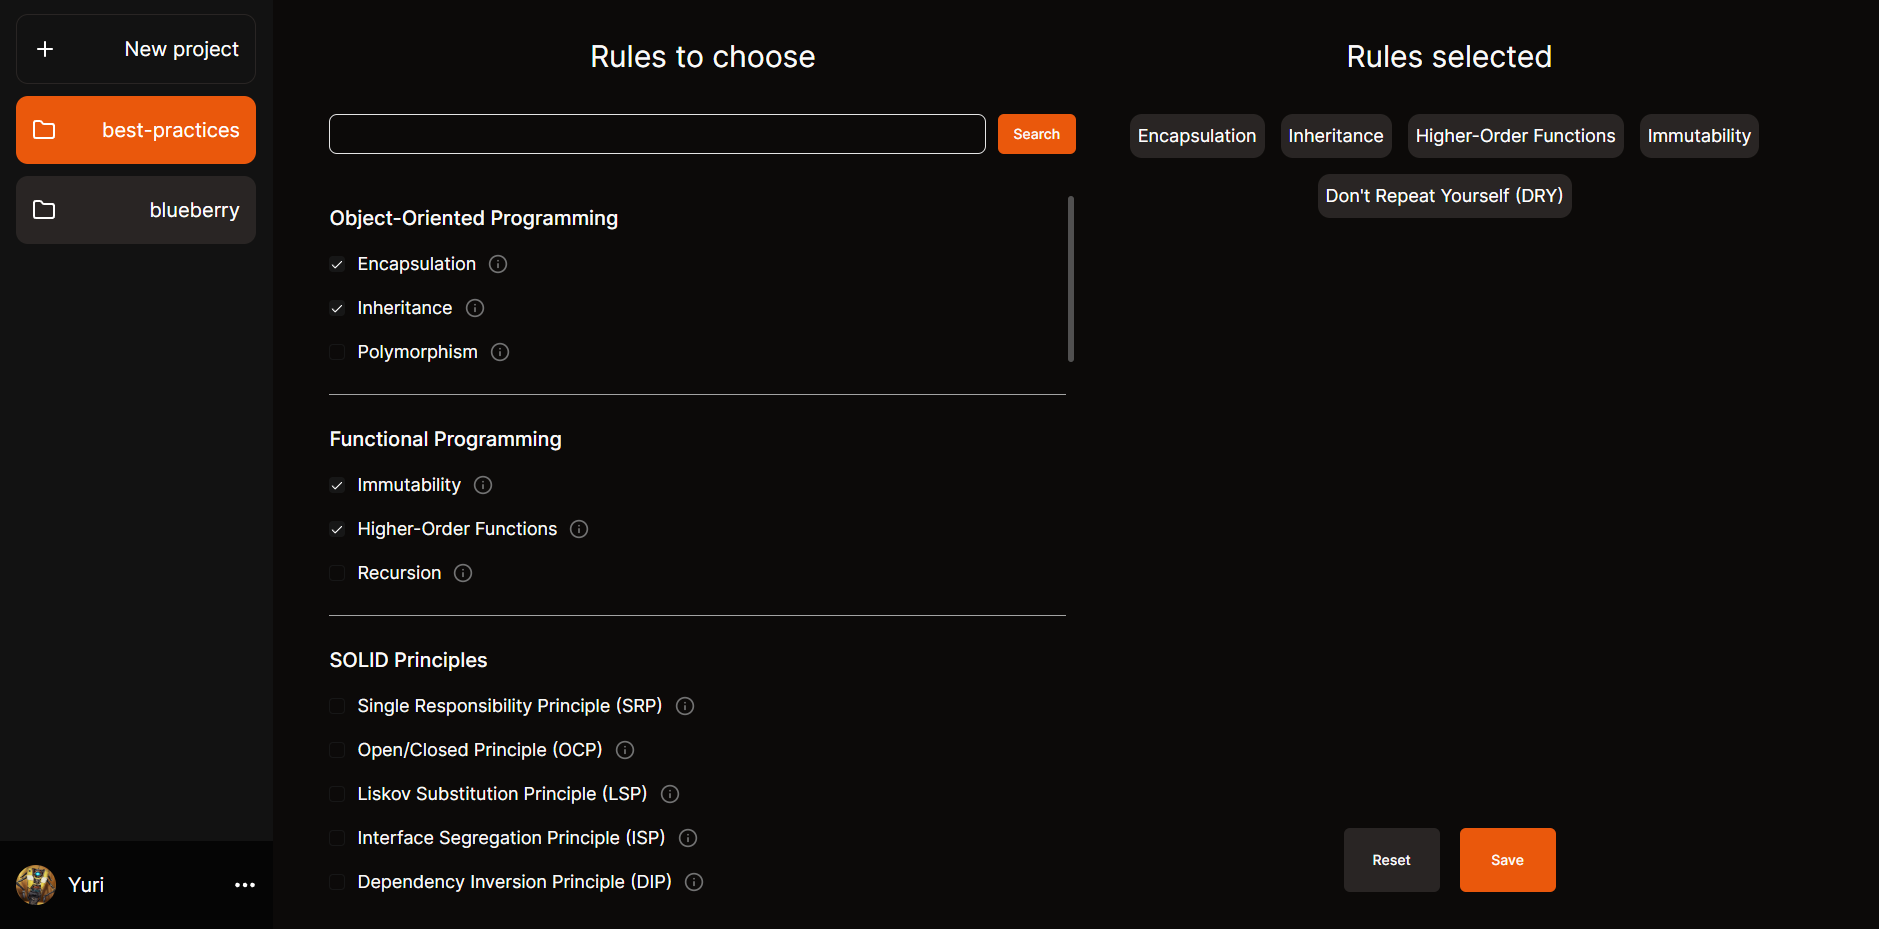 New project
best-practices
blueberry
Yuri
Rules to choose
Search
Object-Oriented Programming
Encapsulation
Inheritance
Polymorphism
Functional Programming
Immutability
Higher-Order Functions
Recursion
SOLID Principles
Single Responsibility Principle (SRP)
Open/Closed Principle (OCP)
Liskov Substitution Principle (LSP)
Interface Segregation Principle (ISP)
Dependency Inversion Principle (DIP)
Rules selected
Encapsulation Inheritance Higher-Order Functions Immutability
Don't Repeat Yourself (DRY)
Reset Save